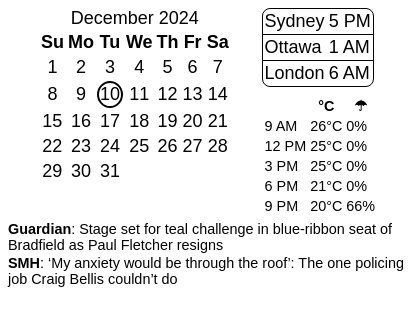 December 2024
Su Mo Tu We Th Fr Sa
1 2 3 4 5 6 7
8 9 10 11 12 13 14
15 16 17 18 19 20 21
22 23 24 25 26 27 28
29 30 31
Sydney 5 PM
Ottawa 1 AM
London 6 AM
°C ☂
9 AM 26°C 0%
12 PM 25°C 0%
3 PM 25°C 0%
6 PM 21°C 0%
9 PM 20°C 66%
Guardian: Stage set for teal challenge in blue-ribbon seat of
Bradfield as Paul Fletcher resigns
SMH: ‘My anxiety would be through the roof’: The one policing
job Craig Bellis couldn’t do